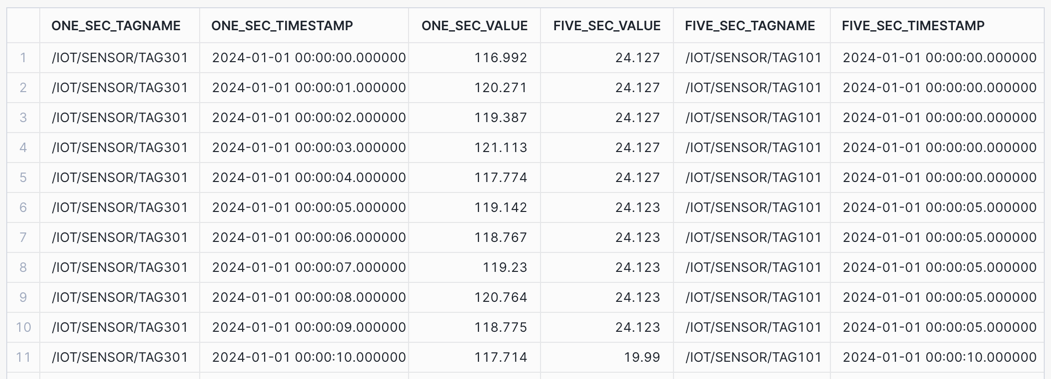 ONE_SEC_TAGNAME ONE_SEC_TIMESTAMP ONE_SEC_VALUE FIVE_SEC_VALUE FIVE_SEC_TAGNAME FIVE_SEC_TIMESTAMP
1 /IOT/SENSOR/TAG301 2024-01-01 00:00:00.000000 116.992 24.127 /IOT/SENSOR/TAG101 2024-01-01 00:00:00.000000
2 /IOT/SENSOR/TAG301 2024-01-01 00:00:01.000000 120.271 24.127 /IOT/SENSOR/TAG101 2024-01-01 00:00:00.000000
3 /IOT/SENSOR/TAG301 2024-01-01 00:00:02.000000 119.387 24.127 /IOT/SENSOR/TAG101 2024-01-01 00:00:00.000000
4 /IOT/SENSOR/TAG301 2024-01-01 00:00:03.000000 121.113 24.127 /IOT/SENSOR/TAG101 2024-01-01 00:00:00.000000
5 /IOT/SENSOR/TAG301 2024-01-01 00:00:04.000000 117.774 24.127 /IOT/SENSOR/TAG101 2024-01-01 00:00:00.000000
6 /IOT/SENSOR/TAG301 2024-01-01 00:00:05.000000 119.142 24.123 /IOT/SENSOR/TAG101 2024-01-01 00:00:05.000000
7 /IOT/SENSOR/TAG301 2024-01-01 00:00:06.000000 118.767 24.123 /IOT/SENSOR/TAG101 2024-01-01 00:00:05.000000
8 /IOT/SENSOR/TAG301 2024-01-01 00:00:07.000000 119.23 24.123 /IOT/SENSOR/TAG101 2024-01-01 00:00:05.000000
9 /IOT/SENSOR/TAG301 2024-01-01 00:00:08.000000 120.764 24.123 /IOT/SENSOR/TAG101 2024-01-01 00:00:05.000000
10 /IOT/SENSOR/TAG301 2024-01-01 00:00:09.000000 118.775 24.123 /IOT/SENSOR/TAG101 2024-01-01 00:00:05.000000
11 /IOT/SENSOR/TAG301 2024-01-01 00:00:10.000000 117.714 19.99 /IOT/SENSOR/TAG101 2024-01-01 00:00:10.000000